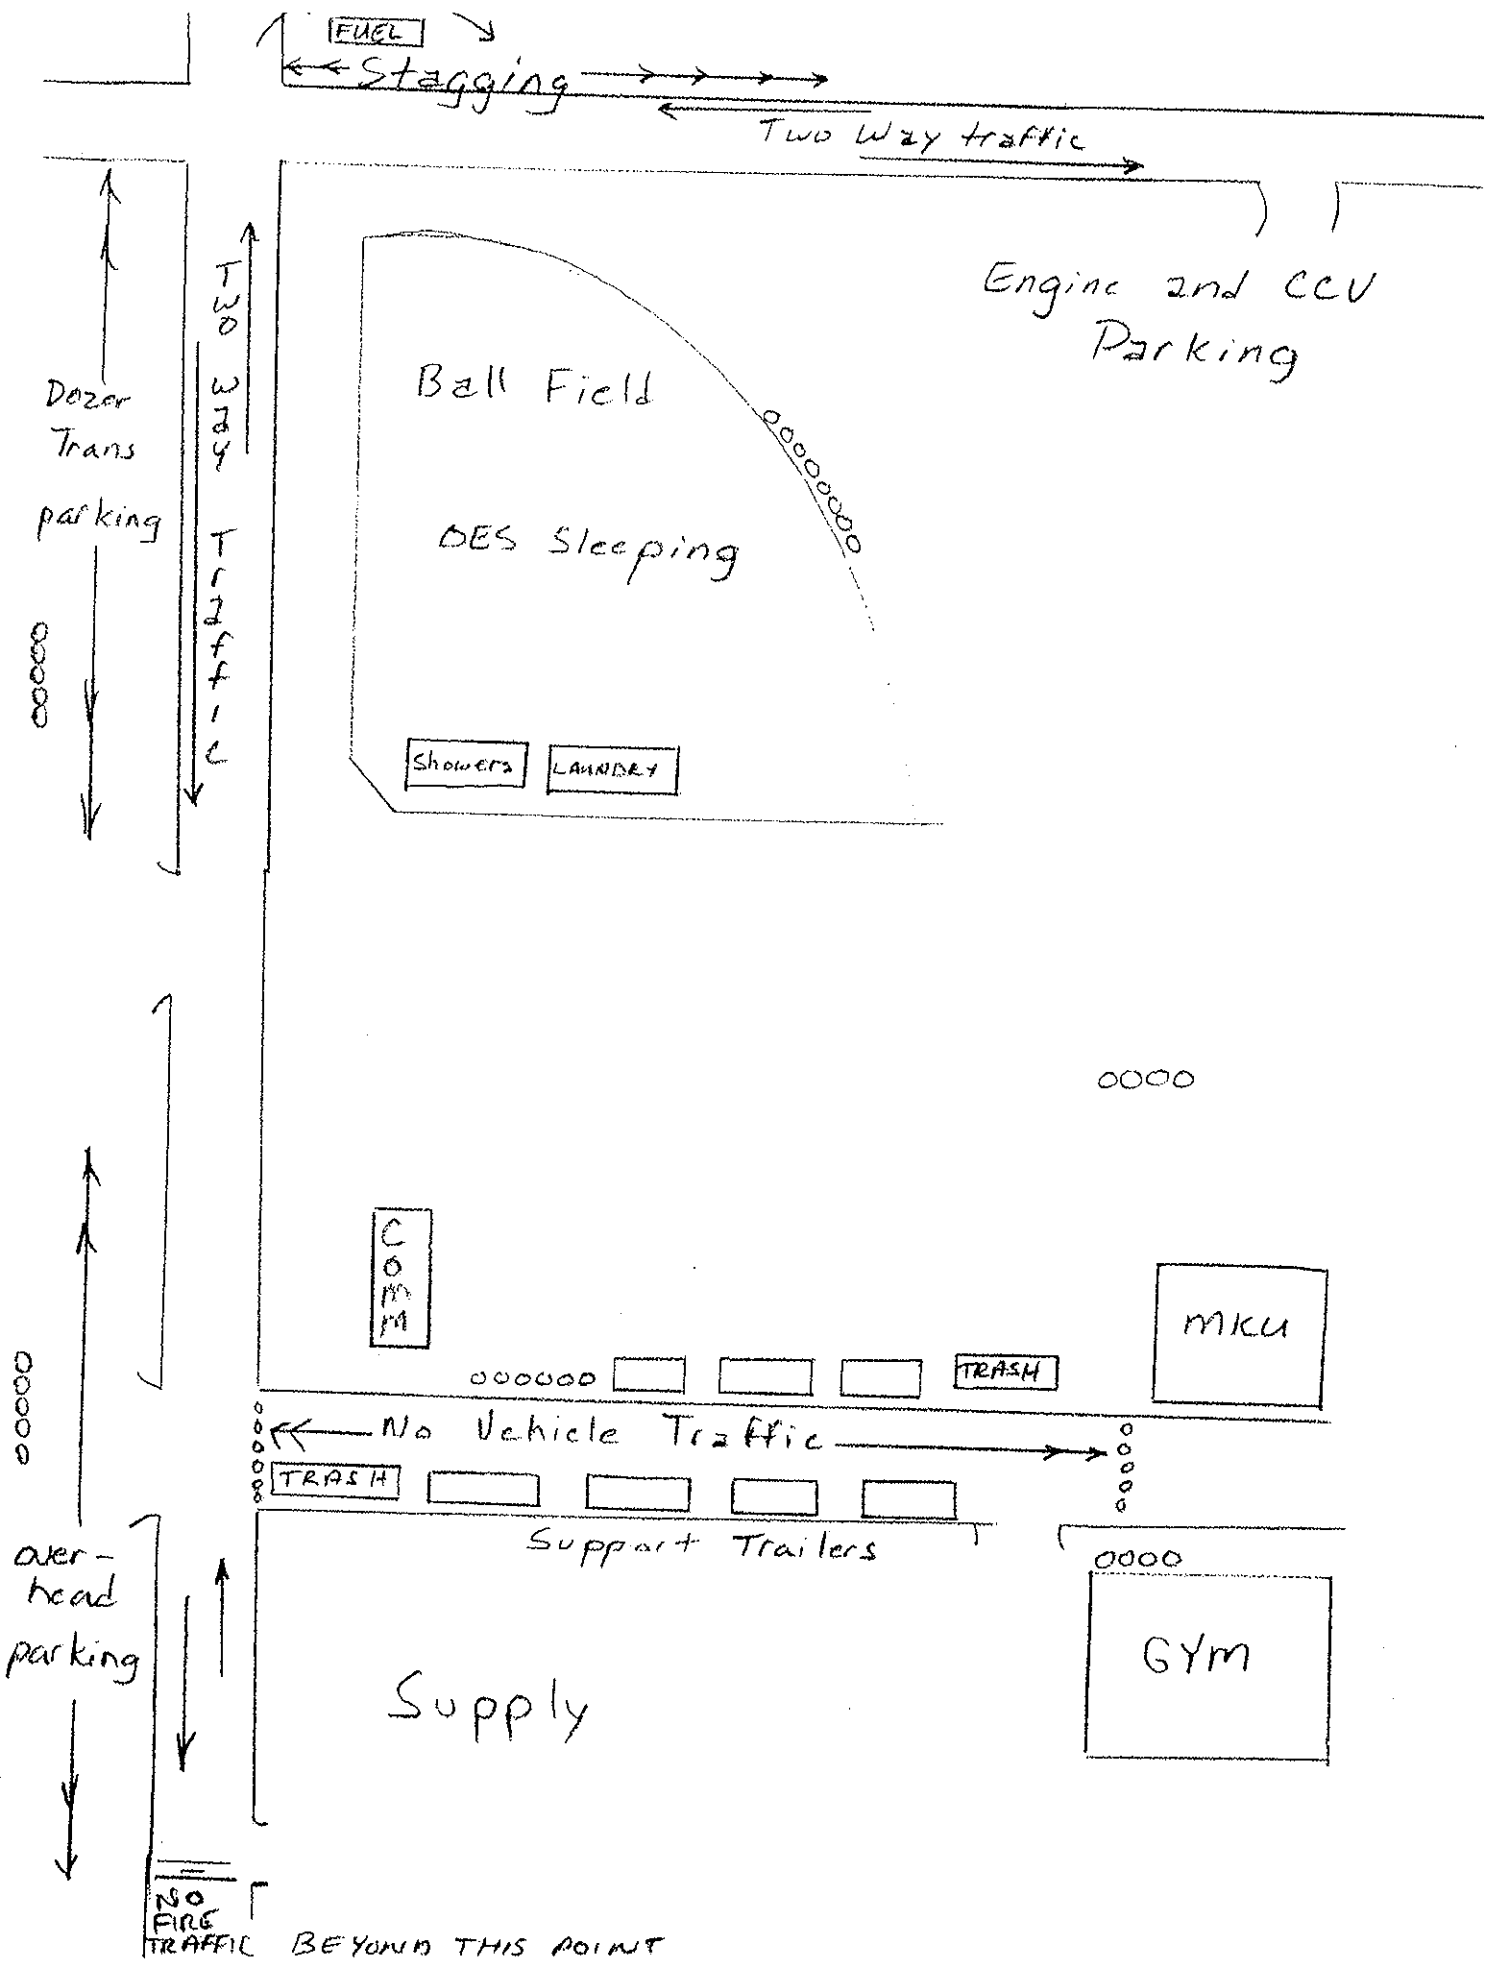 FUEL
Stagging
Two Way traffic
Engine and CCV
Parking
Two Way Traffic
Dozer
Trans
parking
Ball Field
OES Sleeping
Showers
LAUNDRY
Comm
MKU
TRASH
No Vehicle Traffic
TRASH
Support Trailers
over-
head
parking
GYM
Supply
NO
FIRE
TRAFFIC BEYOND THIS POINT